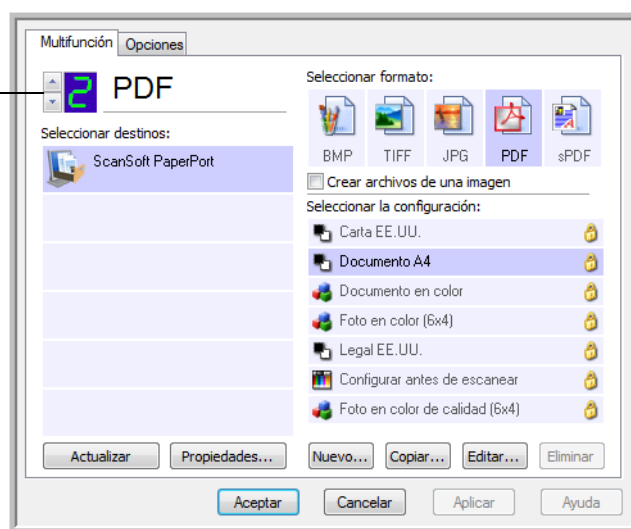 Multifunción Opciones
2 PDF
Seleccionar destinos:
ScanSoft PaperPort
Actualizar Propiedades...
Seleccionar formato:
BMP TIFF JPG PDF sPDF
Crear archivos de una imagen
Seleccionar la configuración:
Carta EE.UU.
Documento A4
Documento en color
Foto en color (6x4)
Legal EE.UU.
Configurar antes de escanear
Foto en color de calidad (6x4)
Nuevo... Copiar... Editar... Eliminar
Aceptar Cancelar Aplicar Ayuda